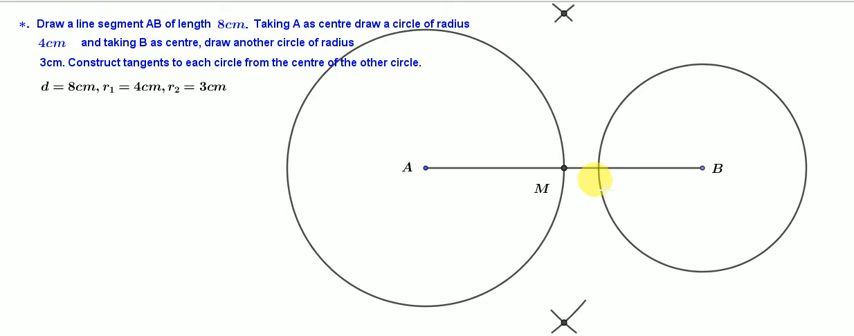 *. Draw a line segment AB of length 8cm. Taking A as centre draw a circle of radius
4cm and taking B as centre, draw another circle of radius
3cm. Construct tangents to each circle from the centre of the other circle.
d = 8cm, r₁ = 4cm, r₂ = 3cm
A
B
M